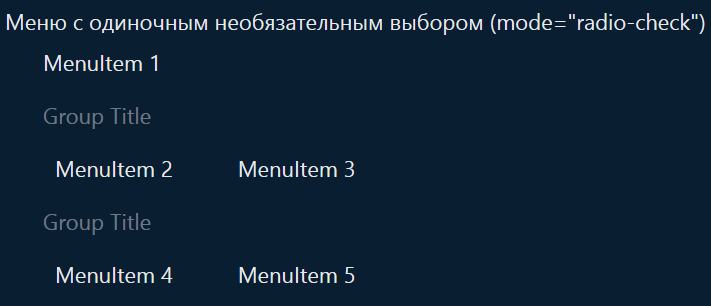 Меню с одиночным необязательным выбором (mode="radio-check")
MenuItem 1
Group Title
MenuItem 2 MenuItem 3
Group Title
MenuItem 4 MenuItem 5